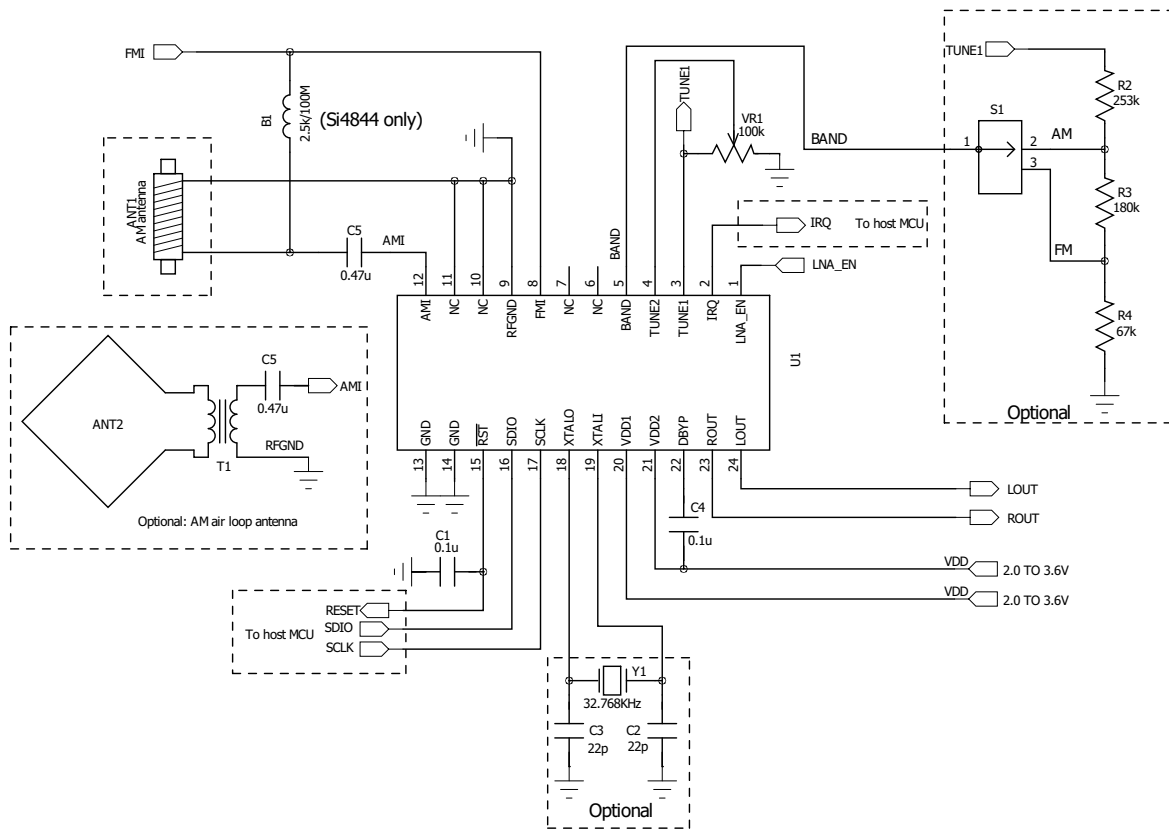 FMI
B1
2.5k/100M
(Si4844 only)
ANT1
AM antenna
C5
0.47u
AMI
TUNE1
VR1
100k
BAND
BAND
IRQ
To host MCU
LNA_EN
TUNE1
R2
253k
S1
1
2
3
AM
FM
R3
180k
R4
67k
Optional
12
11
10
9
8
7
6
5
4
3
2
1
AMI
NC
NC
RFGND
FMI
NC
NC
BAND
TUNE2
TUNE1
IRQ
LNA_EN
U1
GND
GND
RST
SDIO
SCLK
XTALO
XTALI
VDD1
VDD2
DBYP
ROUT
LOUT
13
14
15
16
17
18
19
20
21
22
23
24
ANT2
T1
C5
0.47u
AMI
RFGND
Optional: AM air loop antenna
C1
0.1u
C4
0.1u
LOUT
ROUT
VDD
2.0 TO 3.6V
VDD
2.0 TO 3.6V
To host MCU
RESET
SDIO
SCLK
Y1
32.768KHz
C3
22p
C2
22p
Optional